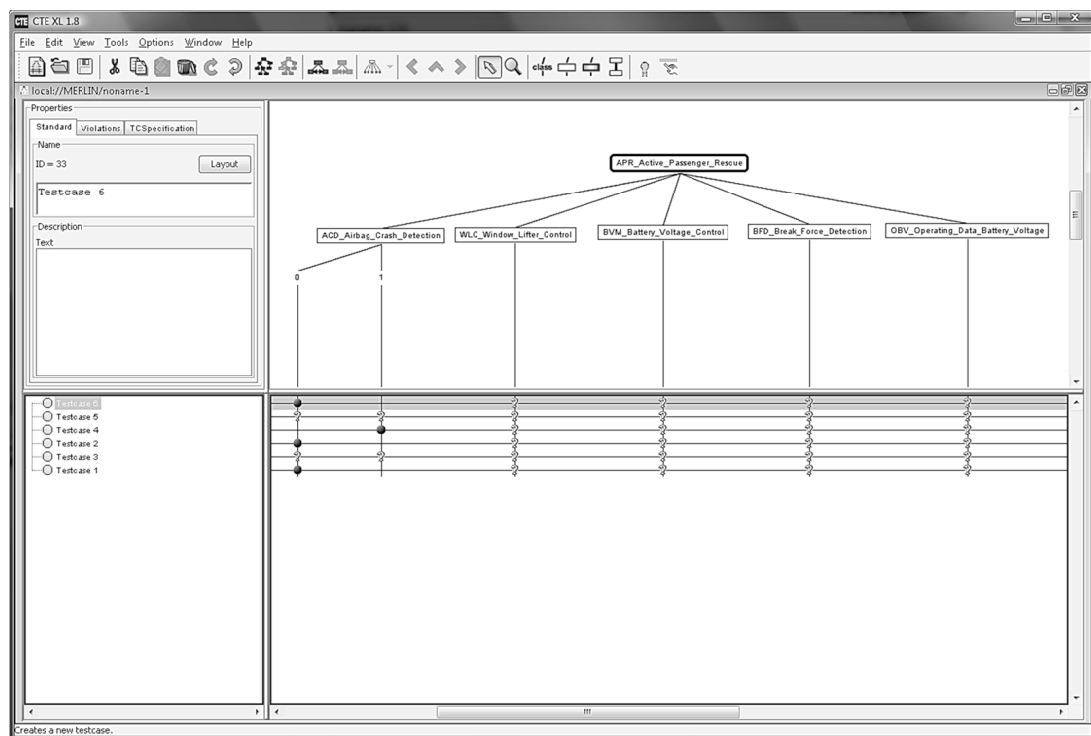 CTE CTE XL 1.8
File Edit View Tools Options Window Help
class
local://MERLIN/noname-1
Properties
Standard Violations TCSpecification
Name
ID = 33 Layout
Testcase 6
Description
Text
APR_Active_Passenger_Rescue
ACD_Airbag_Crash_Detection WLC_Window_Lifter_Control BVM_Battery_Voltage_Control BFD_Break_Force_Detection OBV_Operating_Data_Battery_Voltage
0 1
Testcase 6
Testcase 5
Testcase 4
Testcase 2
Testcase 3
Testcase 1
Creates a new testcase.